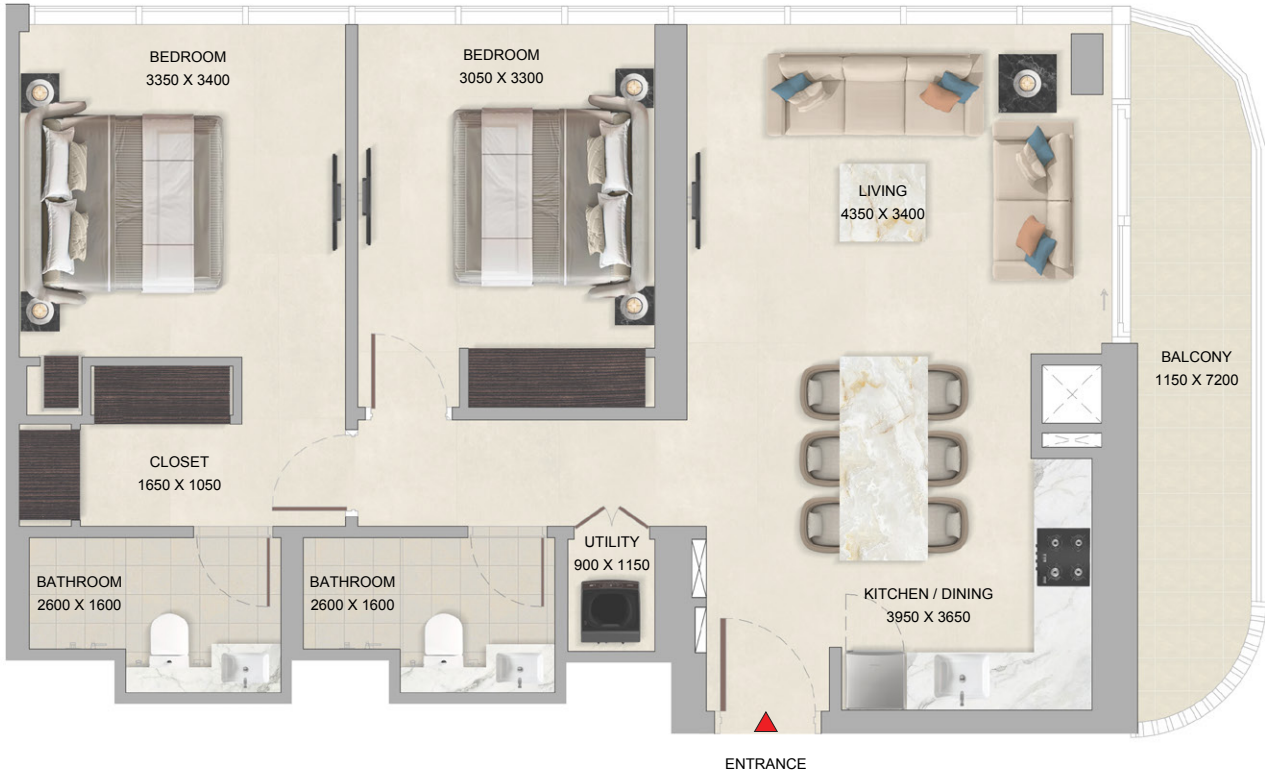 BEDROOM
3350 X 3400
BEDROOM
3050 X 3300
LIVING
4350 X 3400
BALCONY
1150 X 7200
CLOSET
1650 X 1050
UTILITY
900 X 1150
BATHROOM
2600 X 1600
BATHROOM
2600 X 1600
KITCHEN / DINING
3950 X 3650
ENTRANCE